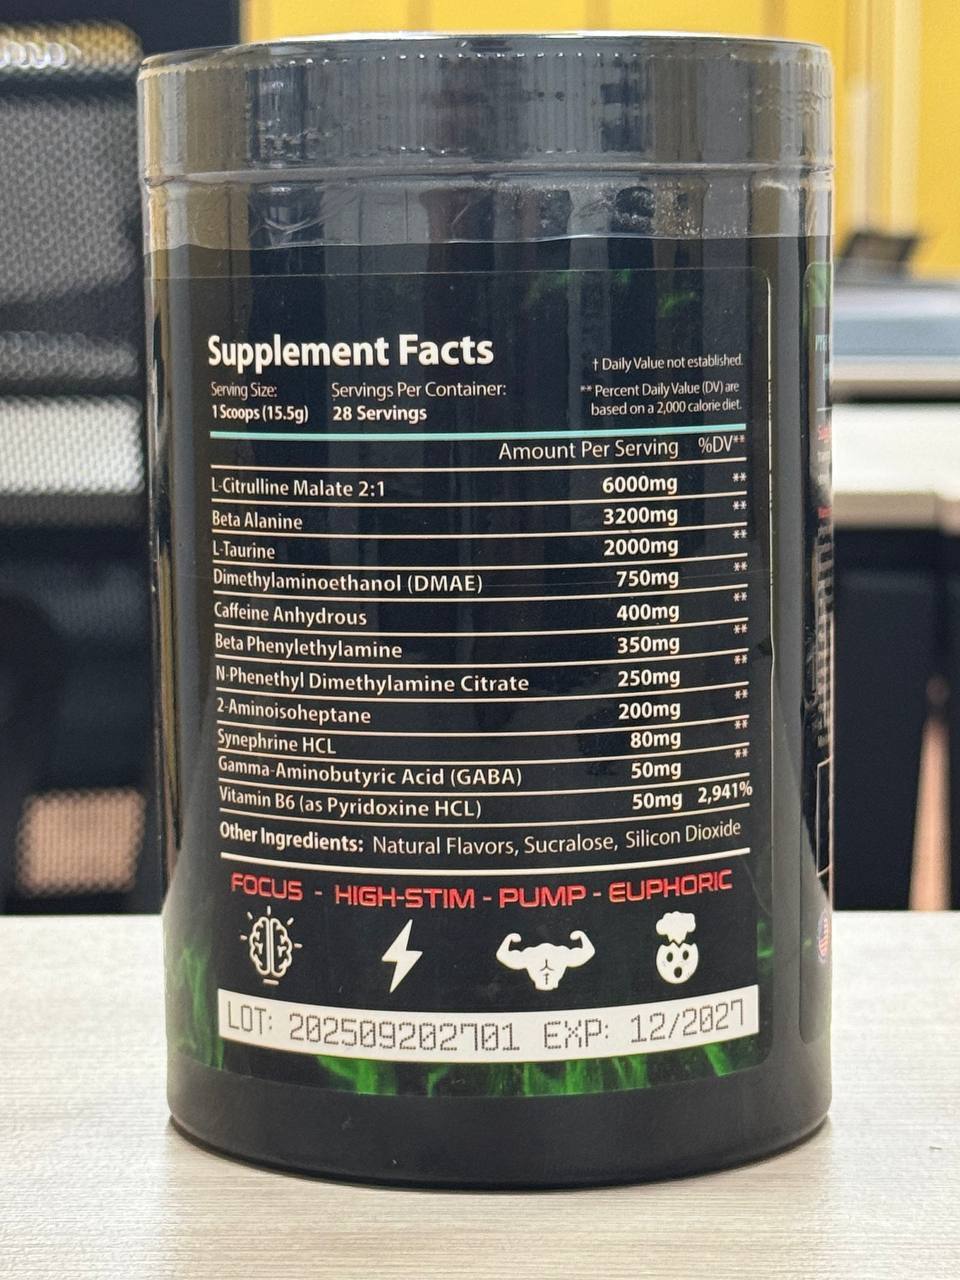 Supplement Facts
† Daily Value not established.
Serving Size:
1 Scoops (15.5g)
Servings Per Container:
28 Servings
** Percent Daily Value (DV) are
based on a 2,000 calorie diet.
Amount Per Serving %DV**
L-Citrulline Malate 2:1 6000mg **
Beta Alanine 3200mg **
L-Taurine 2000mg **
Dimethylaminoethanol (DMAE) 750mg **
Caffeine Anhydrous 400mg **
Beta Phenylethylamine 350mg **
N-Phenethyl Dimethylamine Citrate 250mg **
2-Aminoisoheptane 200mg **
Synephrine HCL 80mg **
Gamma-Aminobutyric Acid (GABA) 50mg **
Vitamin B6 (as Pyridoxine HCL) 50mg 2,941%
Other Ingredients: Natural Flavors, Sucralose, Silicon Dioxide
FOCUS - HIGH-STIM - PUMP - EUPHORIC
LOT: 202509202701 EXP: 12/2027